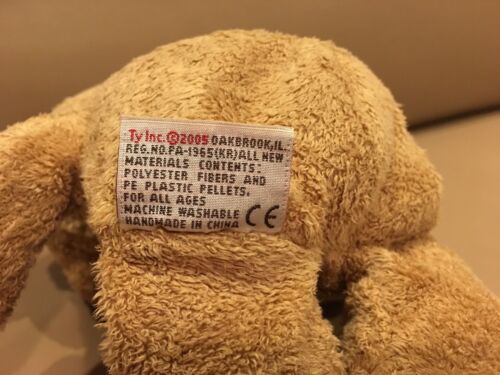 Ty Inc.©2005 OAKBROOK,IL.
REG.NO.PA-1965(KR)ALL NEW
MATERIALS CONTENTS:
POLYESTER FIBERS AND
PE PLASTIC PELLETS.
FOR ALL AGES
MACHINE WASHABLE
HANDMADE IN CHINA CE